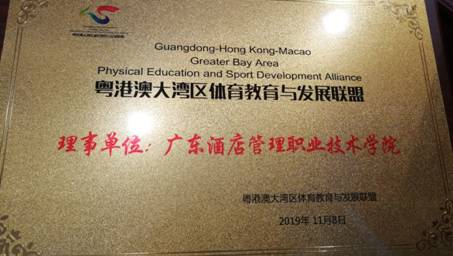 Guangdong-Hong Kong-Macao
Greater Bay Area
Physical Education and Sport Development Alliance
粤港澳大湾区体育教育与发展联盟
理事单位：广东酒店管理职业技术学院
粤港澳大湾区体育教育与发展联盟
2019年 11月8日